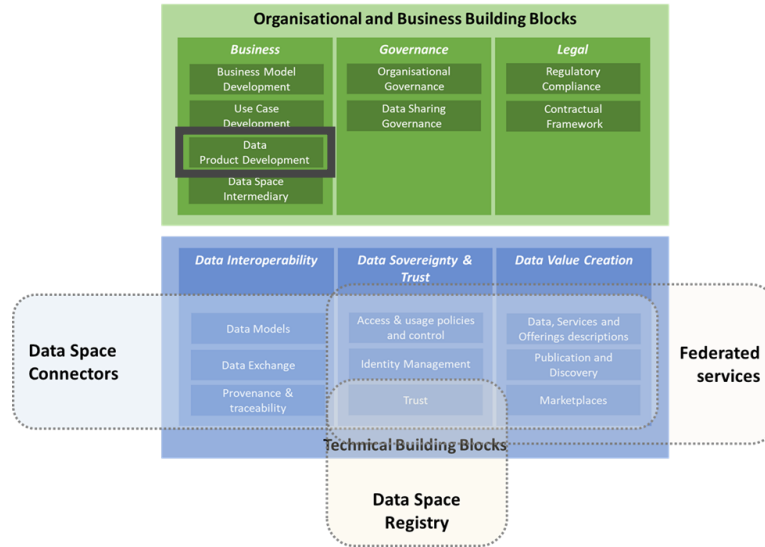 Organisational and Business Building Blocks
Business
Business Model
Development
Use Case
Development
Data
Product Development
Data Space
Intermediary
Governance
Organisational
Governance
Data Sharing
Governance
Legal
Regulatory
Compliance
Contractual
Framework
Data Interoperability
Data Models
Data Exchange
Provenance &
traceability
Data Sovereignty &
Trust
Access & usage policies
and control
Identity Management
Trust
Data Value Creation
Data, Services and
Offerings descriptions
Publication and
Discovery
Marketplaces
Technical Building Blocks
Data Space
Connectors
Federated
services
Data Space
Registry